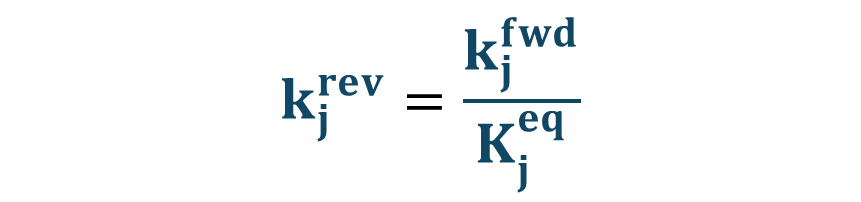 k_j^rev = k_j^fwd / K_j^eq